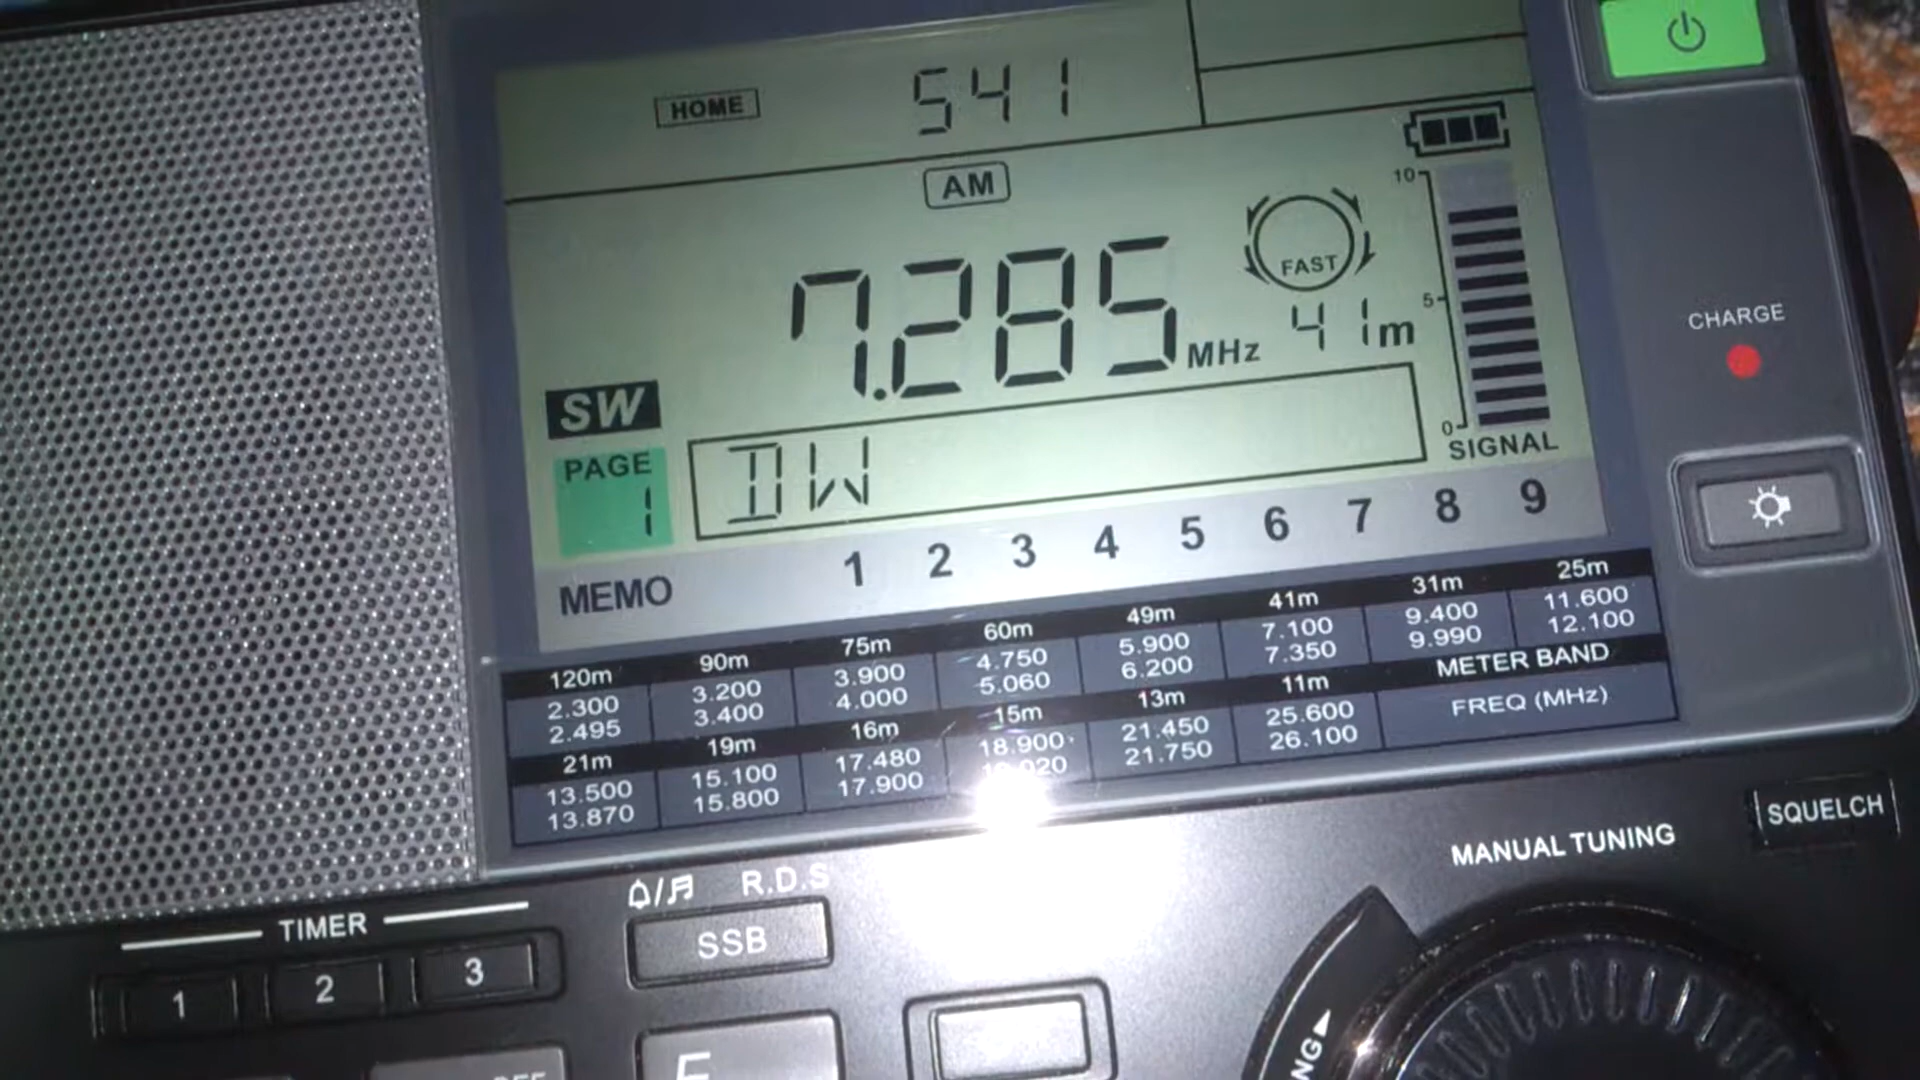 HOME 541
AM
7.285 MHz 41m
FAST
10
5
0
SIGNAL
SW
PAGE
1
DW
MEMO 1 2 3 4 5 6 7 8 9
CHARGE
120m 90m 75m 60m 49m 41m 31m 25m
2.300 3.200 3.900 4.750 5.900 7.100 9.400 11.600
2.495 3.400 4.000 5.060 6.200 7.350 9.990 12.100
21m 19m 16m 15m 13m 11m METER BAND
13.500 15.100 17.480 18.900 21.450 25.600 FREQ (MHz)
13.870 15.800 17.900 21.750 26.100
SQUELCH
MANUAL TUNING
R.D.S
SSB
TIMER
1 2 3